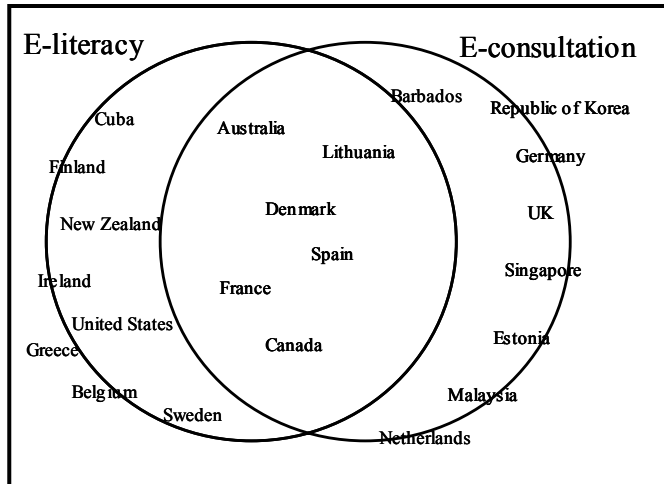 E-literacy
E-consultation
Barbados
Republic of Korea
Cuba
Australia
Lithuania
Germany
Finland
Denmark
UK
New Zealand
Spain
Singapore
Ireland
France
United States
Canada
Estonia
Greece
Belgium
Malaysia
Sweden
Netherlands